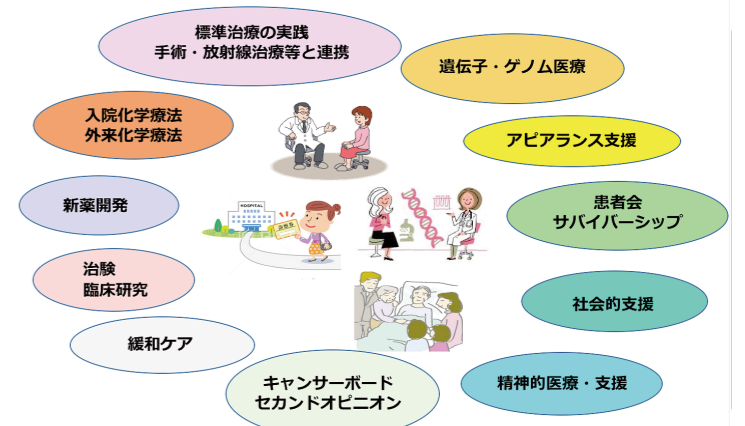 標準治療の実践
手術・放射線治療等と連携
遺伝子・ゲノム医療
入院化学療法
外来化学療法
アピアランス支援
新薬開発
HOSPITAL
患者会
サバイバーシップ
治験
臨床研究
社会的支援
緩和ケア
キャンサーボード
セカンドオピニオン
精神的医療・支援